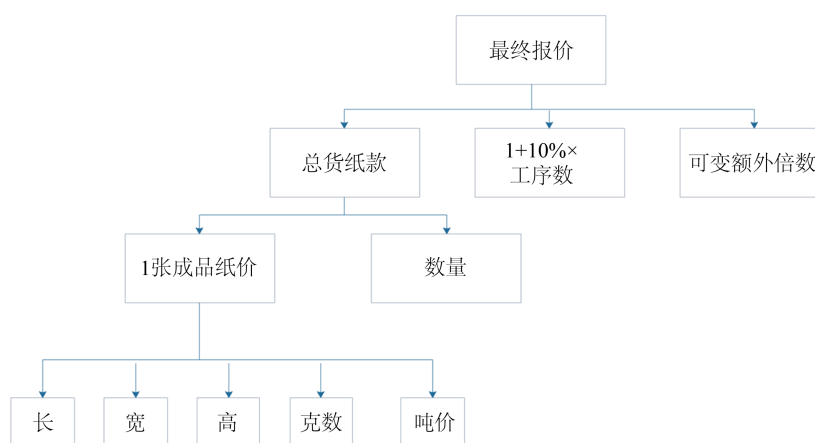 最终报价
总货纸款
1+10%×
工序数
可变额外倍数
1张成品纸价
数量
长
宽
高
克数
吨价